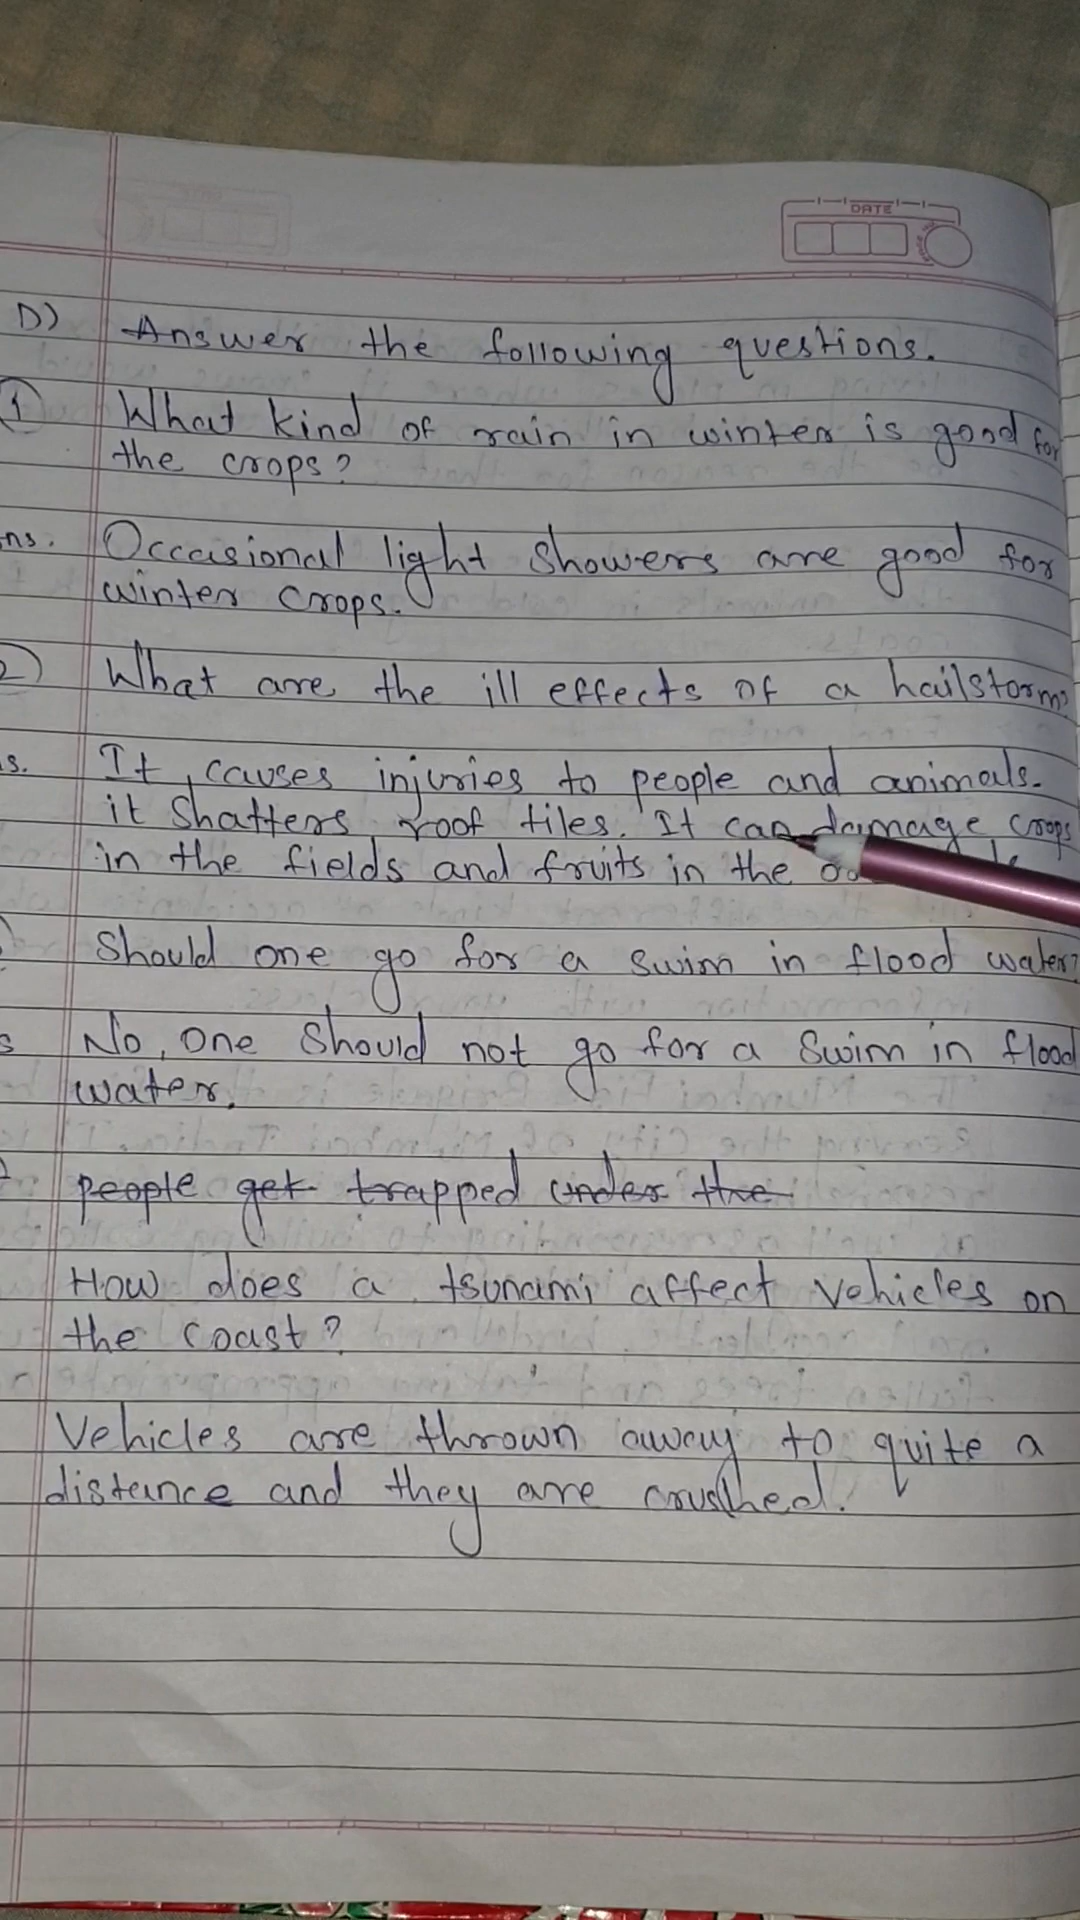 DATE
D) Answer the following questions.
1) What kind of rain in winter is good for
the crops?
ns. Occasional light showers are good for
winter crops.
2) What are the ill effects of a hailstorm?
s. It causes injuries to people and animals.
it shatters roof tiles. It can damage crops
in the fields and fruits in the
Should one go for a swim in flood water?
s No, one should not go for a swim in flood
water.
people get trapped under the
How does a tsunami affect vehicles on
the coast?
Vehicles are thrown away to quite a
distance and they are crushed.